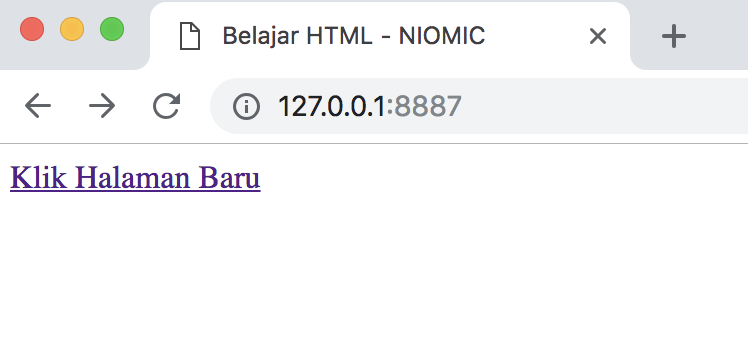 Belajar HTML - NIOMIC
127.0.0.1:8887
Klik Halaman Baru